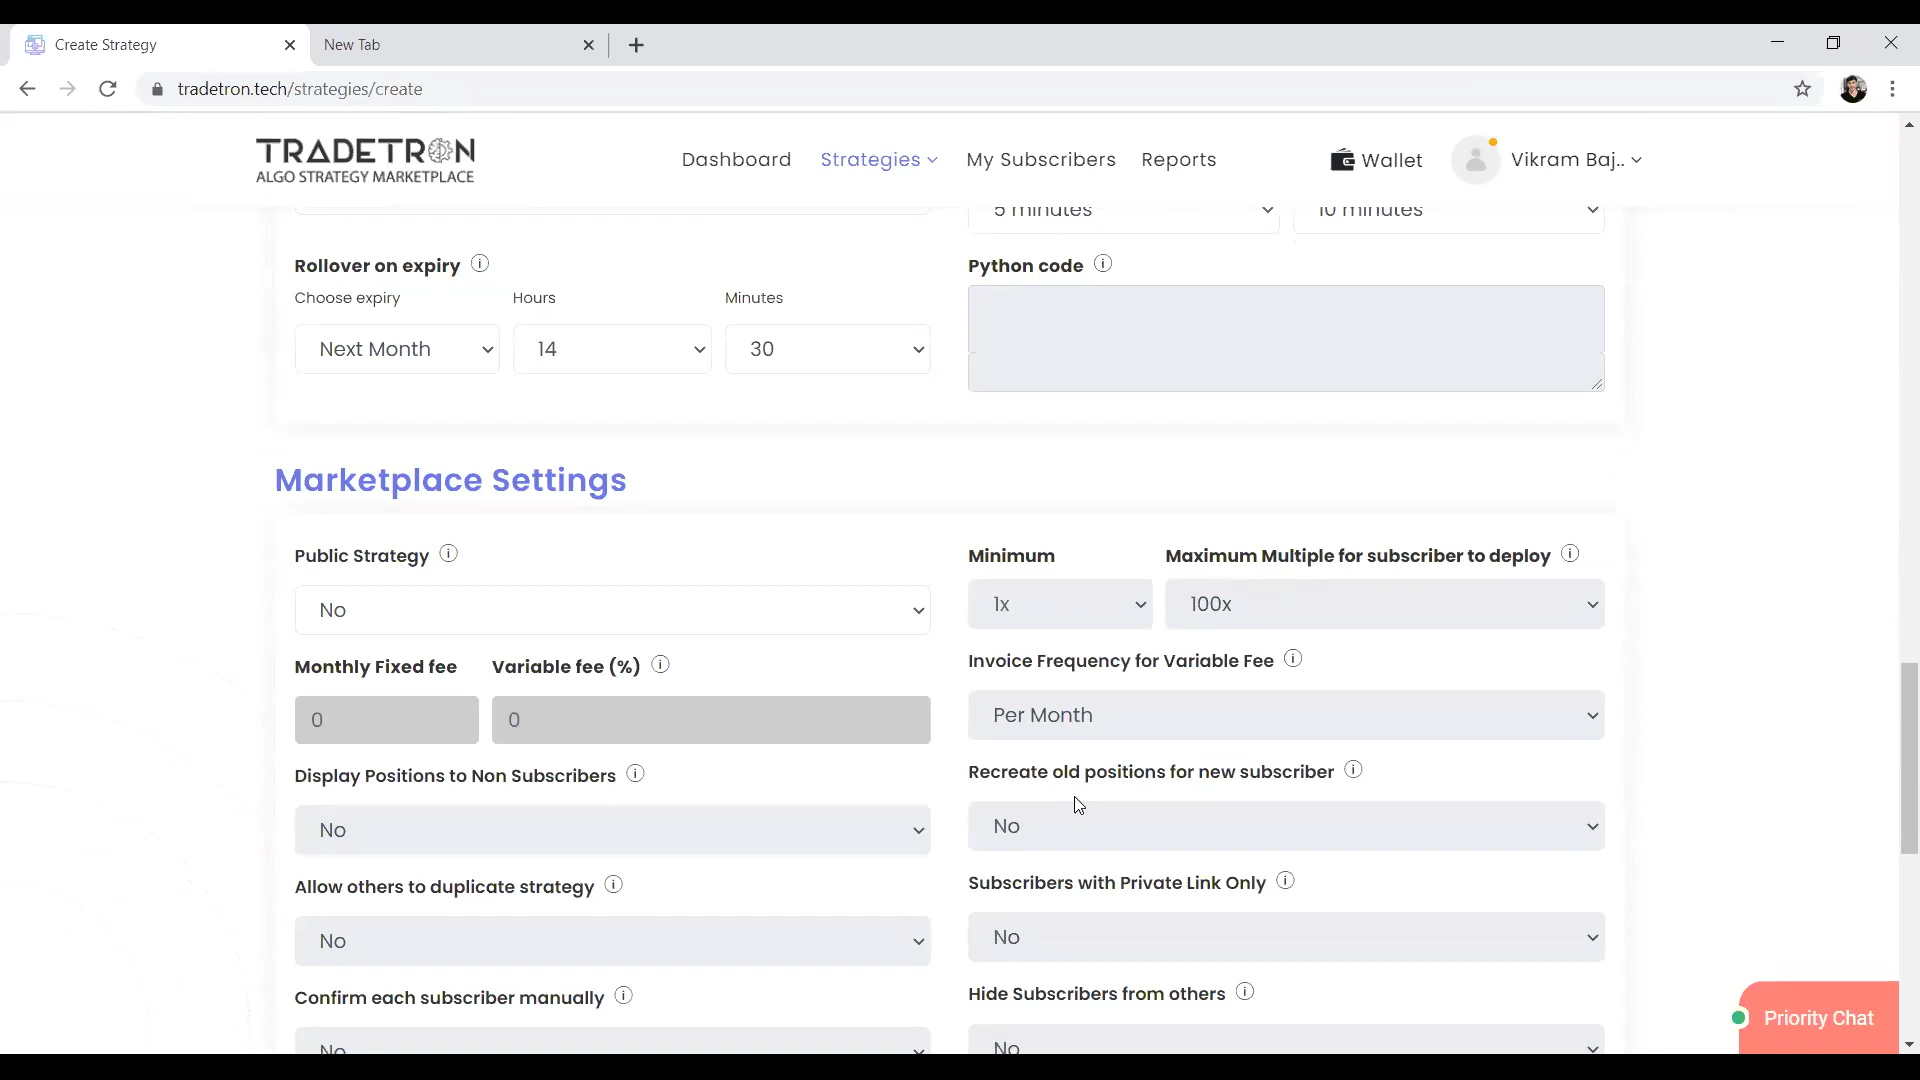 Create Strategy
New Tab
tradetron.tech/strategies/create
TRADETRON
ALGO STRATEGY MARKETPLACE
Dashboard
Strategies
My Subscribers
Reports
Wallet
Vikram Baj..
5 minutes
10 minutes
Rollover on expiry
Python code
Choose expiry
Hours
Minutes
Next Month
14
30
Marketplace Settings
Public Strategy
Minimum
Maximum Multiple for subscriber to deploy
No
1x
100x
Monthly Fixed fee
Variable fee (%)
Invoice Frequency for Variable Fee
0
0
Per Month
Display Positions to Non Subscribers
Recreate old positions for new subscriber
No
No
Allow others to duplicate strategy
Subscribers with Private Link Only
No
No
Confirm each subscriber manually
Hide Subscribers from others
No
No
Priority Chat